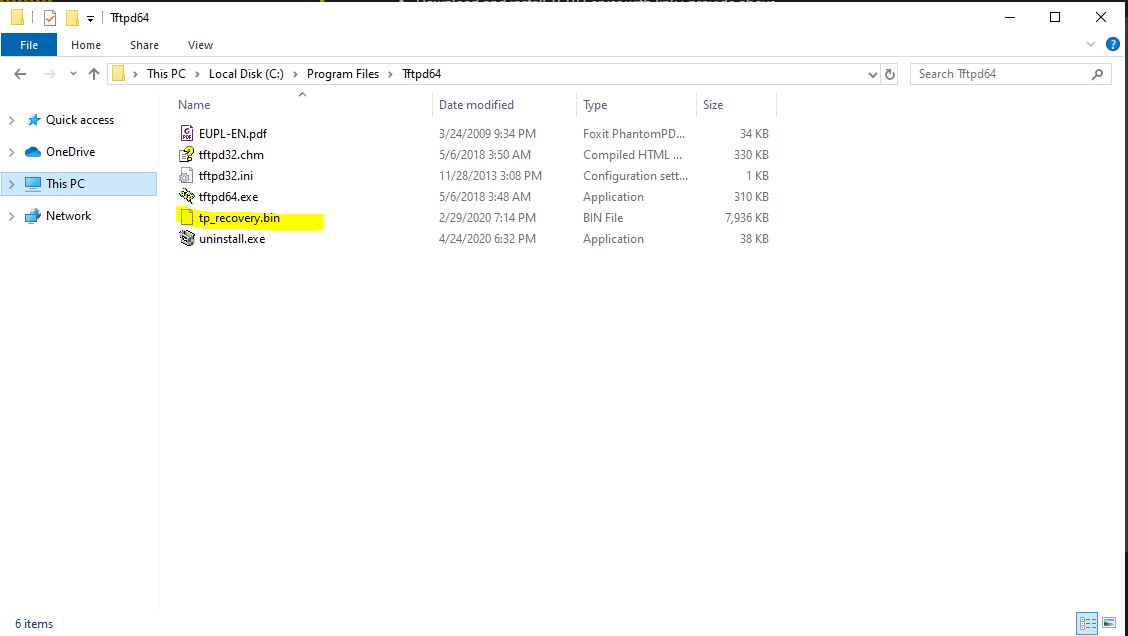 Tftpd64
File Home Share View
This PC > Local Disk (C:) > Program Files > Tftpd64 Search Tftpd64
Name Date modified Type Size
Quick access
OneDrive
This PC
Network
EUPL-EN.pdf 3/24/2009 9:34 PM Foxit PhantomPD... 34 KB
tftpd32.chm 5/6/2018 3:50 AM Compiled HTML ... 330 KB
tftpd32.ini 11/28/2013 3:08 PM Configuration sett... 1 KB
tftpd64.exe 5/6/2018 3:48 AM Application 310 KB
tp_recovery.bin 2/29/2020 7:14 PM BIN File 7,936 KB
uninstall.exe 4/24/2020 6:32 PM Application 38 KB
6 items